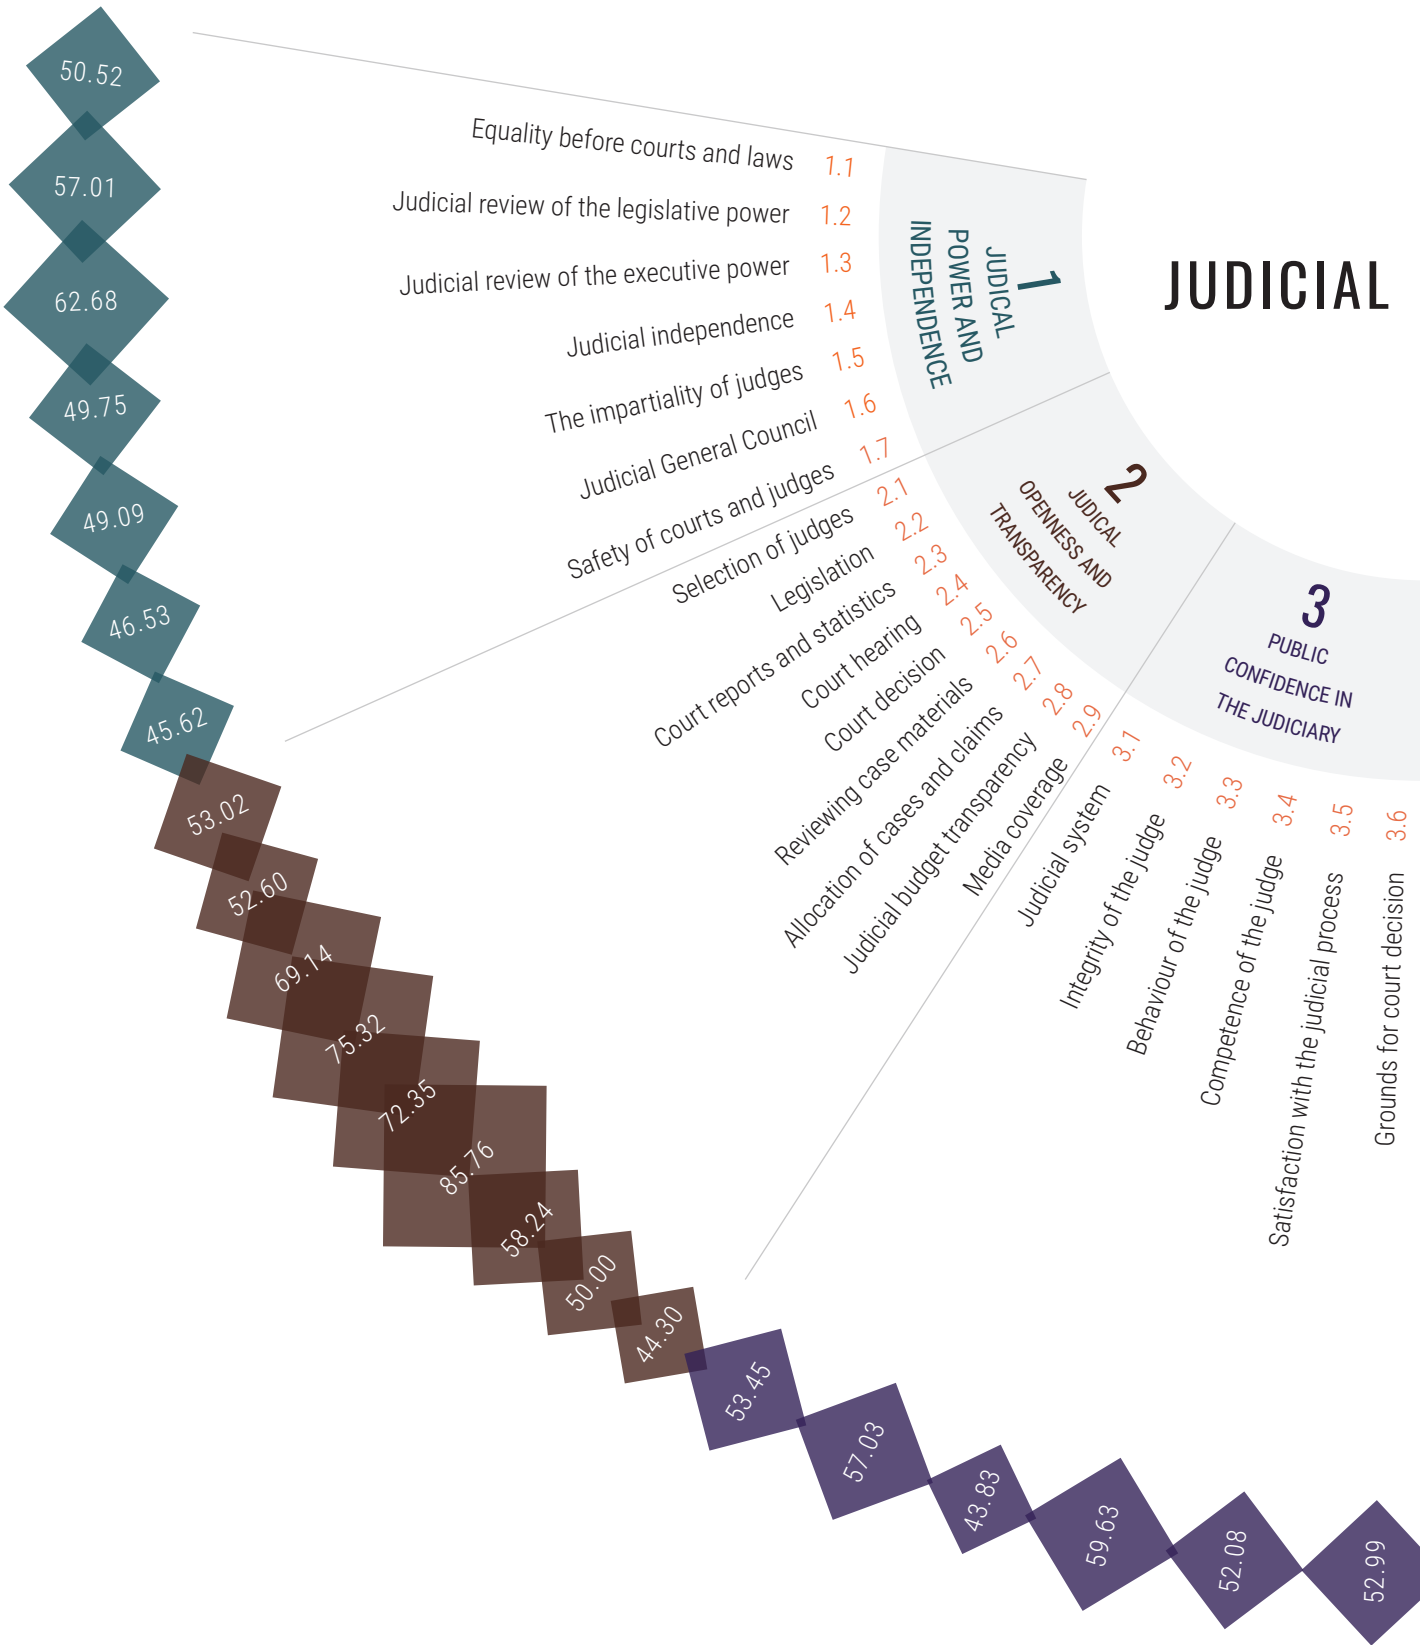 JUDICIAL
1
JUDICAL
POWER AND
INDEPENDENCE
Equality before courts and laws 1.1
Judicial review of the legislative power 1.2
Judicial review of the executive power 1.3
Judicial independence 1.4
The impartiality of judges 1.5
Judicial General Council 1.6
Safety of courts and judges 1.7
50.52
57.01
62.68
49.75
49.09
46.53
45.62
2
JUDICAL
OPENNESS AND
TRANSPARENCY
Selection of judges 2.1
Legislation 2.2
Court reports and statistics 2.3
Court hearing 2.4
Court decision 2.5
Reviewing case materials 2.6
Allocation of cases and claims 2.7
Judicial budget transparency 2.8
Media coverage 2.9
53.02
52.60
69.14
75.32
72.35
85.76
58.24
50.00
44.30
3
PUBLIC
CONFIDENCE IN
THE JUDICIARY
Judicial system 3.1
Integrity of the judge 3.2
Behaviour of the judge 3.3
Competence of the judge 3.4
Satisfaction with the judicial process 3.5
Grounds for court decision 3.6
53.45
57.03
43.83
59.63
52.08
52.99